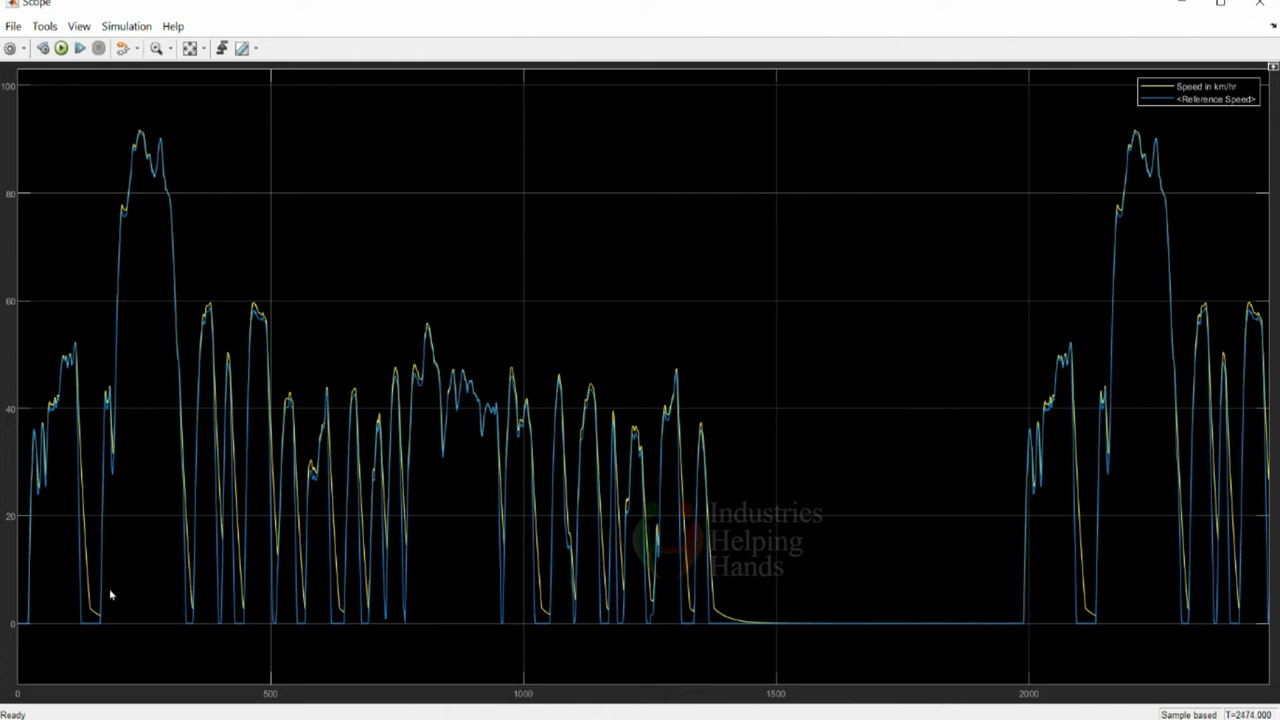 Scope
File Tools View Simulation Help
100
80
60
40
20
0
Speed in km/hr
<Reference Speed>
Industries
Helping
Hands
0 500 1000 1500 2000
Ready
Sample based T=2474.000